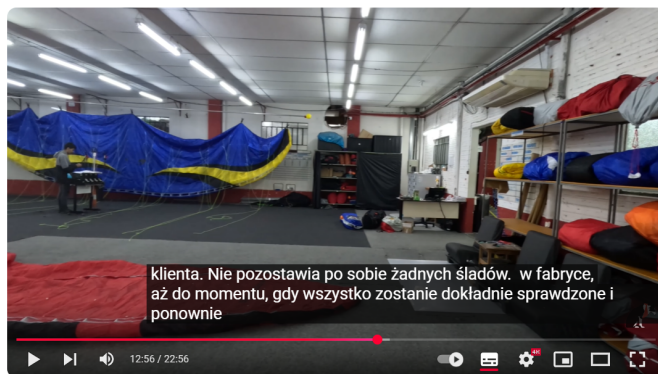 klienta. Nie pozostawia po sobie żadnych śladów.  w fabryce,
aż do momentu, gdy wszystko zostanie dokładnie sprawdzone i
ponownie
12:56 / 22:56
4K